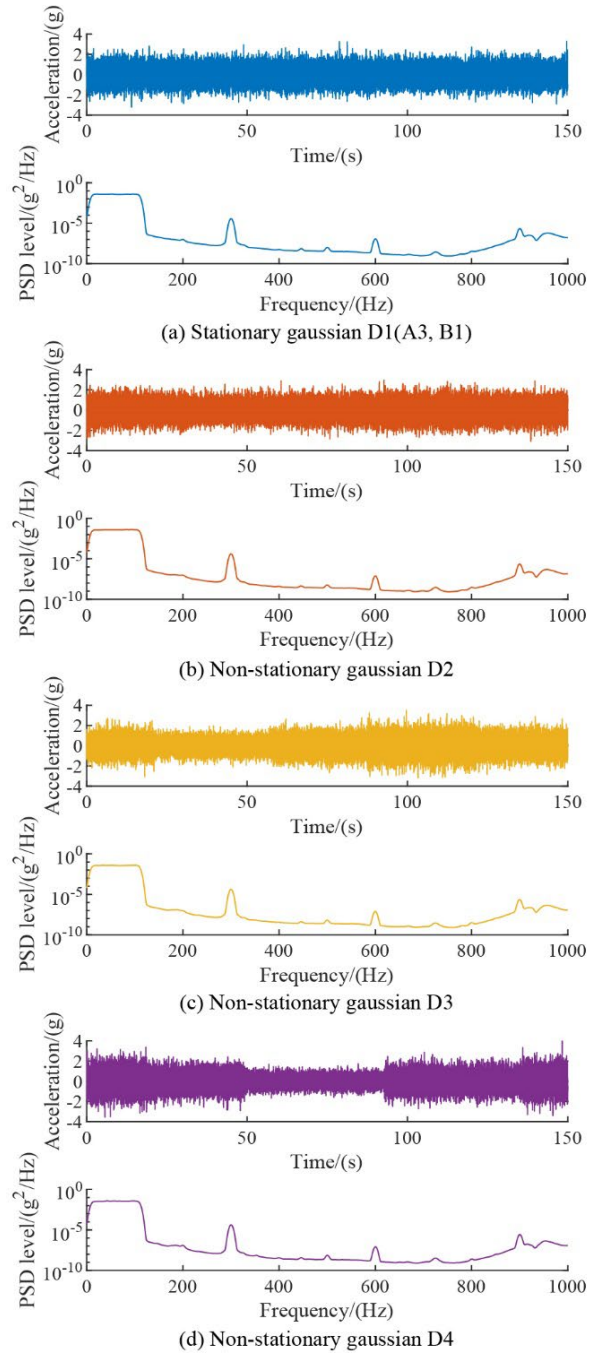 Acceleration/(g)
4
2
0
-2
-4
0 50 100 150
Time/(s)
PSD level/(g²/Hz)
10⁰
10⁻⁵
10⁻¹⁰
0 200 400 600 800 1000
Frequency/(Hz)
(a) Stationary gaussian D1(A3, B1)
Acceleration/(g)
4
2
0
-2
-4
0 50 100 150
Time/(s)
PSD level/(g²/Hz)
10⁰
10⁻⁵
10⁻¹⁰
0 200 400 600 800 1000
Frequency/(Hz)
(b) Non-stationary gaussian D2
Acceleration/(g)
4
2
0
-2
-4
0 50 100 150
Time/(s)
PSD level/(g²/Hz)
10⁰
10⁻⁵
10⁻¹⁰
0 200 400 600 800 1000
Frequency/(Hz)
(c) Non-stationary gaussian D3
Acceleration/(g)
4
2
0
-2
-4
0 50 100 150
Time/(s)
PSD level/(g²/Hz)
10⁰
10⁻⁵
10⁻¹⁰
0 200 400 600 800 1000
Frequency/(Hz)
(d) Non-stationary gaussian D4